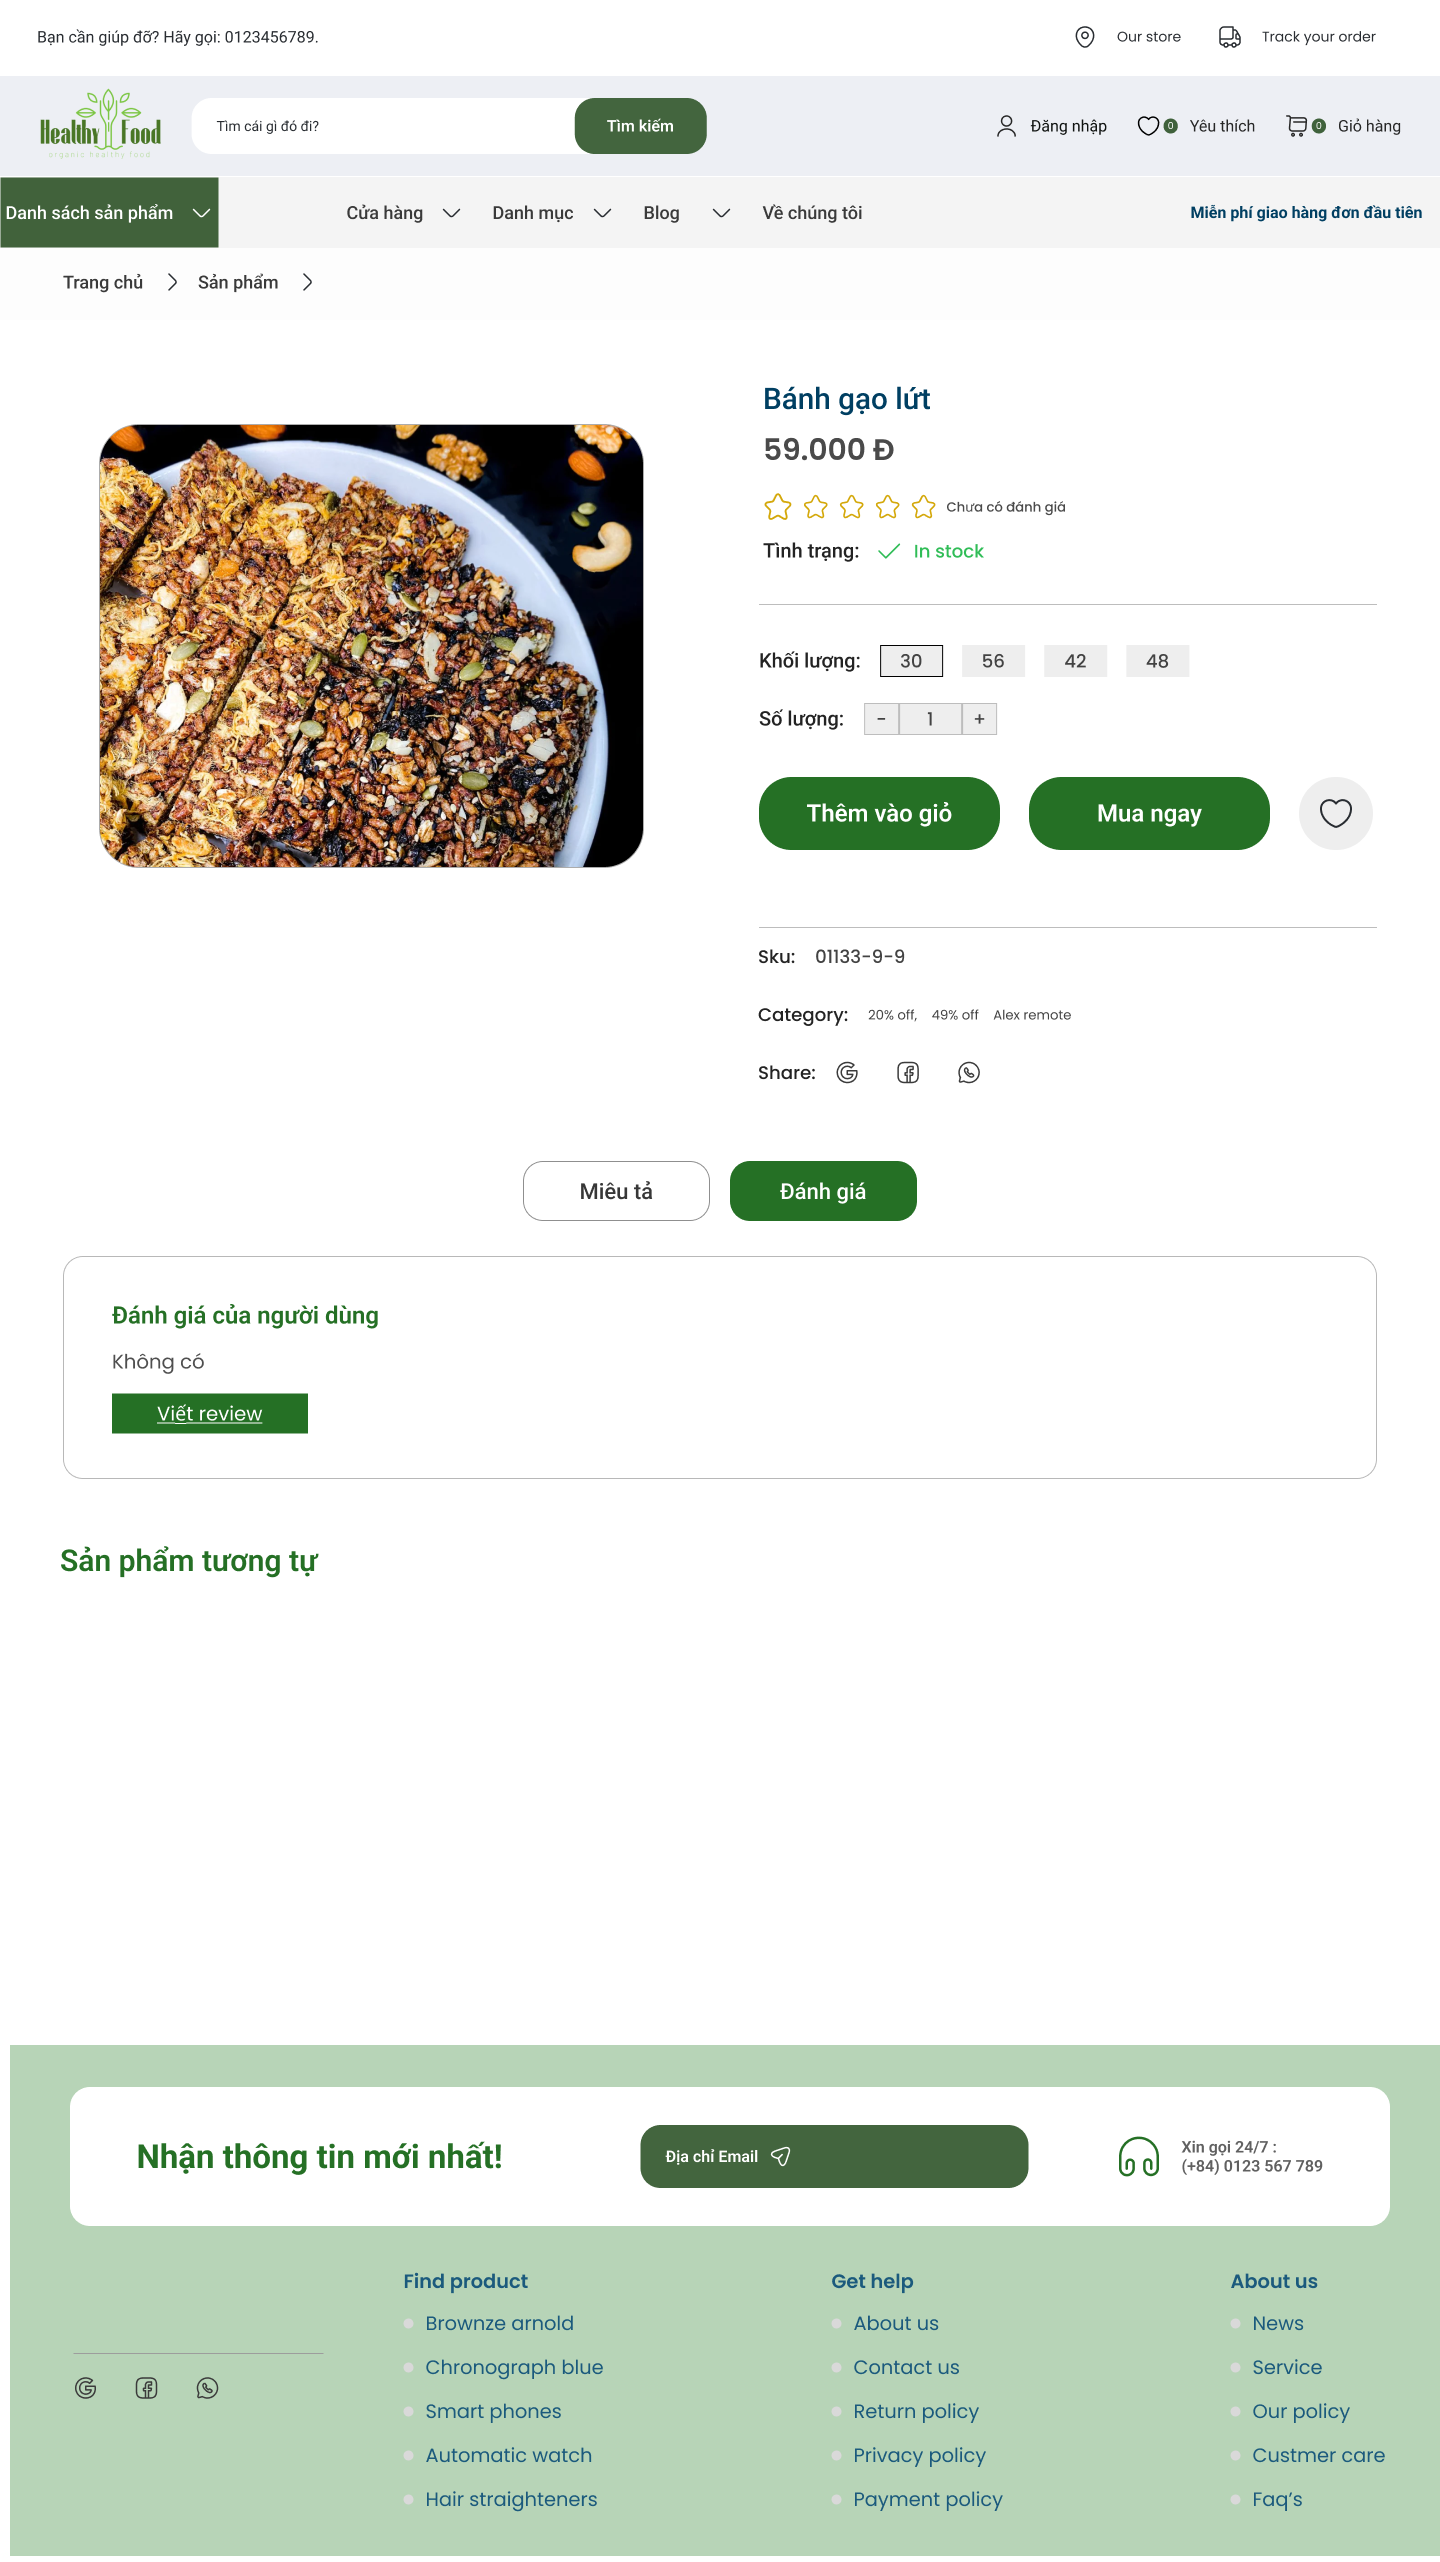 Bạn cần giúp đỡ? Hãy gọi: 0123456789.
Our store
Track your order
Healthy Food
organic healthy food
Tìm cái gì đó đi?
Tìm kiếm
Đăng nhập
0
Yêu thích
0
Giỏ hàng
Danh sách sản phẩm
Cửa hàng
Danh mục
Blog
Về chúng tôi
Miễn phí giao hàng đơn đầu tiên
Trang chủ
Sản phẩm
Bánh gạo lứt
59.000 Đ
Chưa có đánh giá
Tình trạng:
In stock
Khối lượng:
30
56
42
48
Số lượng:
-
1
+
Thêm vào giỏ
Mua ngay
Sku:
01133-9-9
Category:
20% off,
49% off
Alex remote
Share:
Miêu tả
Đánh giá
Đánh giá của người dùng
Không có
Viết review
Sản phẩm tương tự
Nhận thông tin mới nhất!
Địa chỉ Email
Xin gọi 24/7 :
(+84) 0123 567 789
Find product
Brownze arnold
Chronograph blue
Smart phones
Automatic watch
Hair straighteners
Get help
About us
Contact us
Return policy
Privacy policy
Payment policy
About us
News
Service
Our policy
Custmer care
Faq's